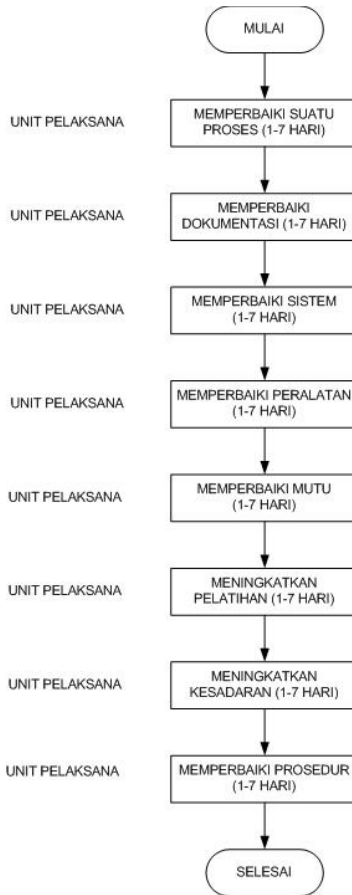 MULAI
UNIT PELAKSANA
MEMPERBAIKI SUATU
PROSES (1-7 HARI)
UNIT PELAKSANA
MEMPERBAIKI
DOKUMENTASI (1-7 HARI)
UNIT PELAKSANA
MEMPERBAIKI SISTEM
(1-7 HARI)
UNIT PELAKSANA
MEMPERBAIKI PERALATAN
(1-7 HARI)
UNIT PELAKSANA
MEMPERBAIKI MUTU
(1-7 HARI)
UNIT PELAKSANA
MENINGKATKAN
PELATIHAN (1-7 HARI)
UNIT PELAKSANA
MENINGKATKAN
KESADARAN (1-7 HARI)
UNIT PELAKSANA
MEMPERBAIKI PROSEDUR
(1-7 HARI)
SELESAI